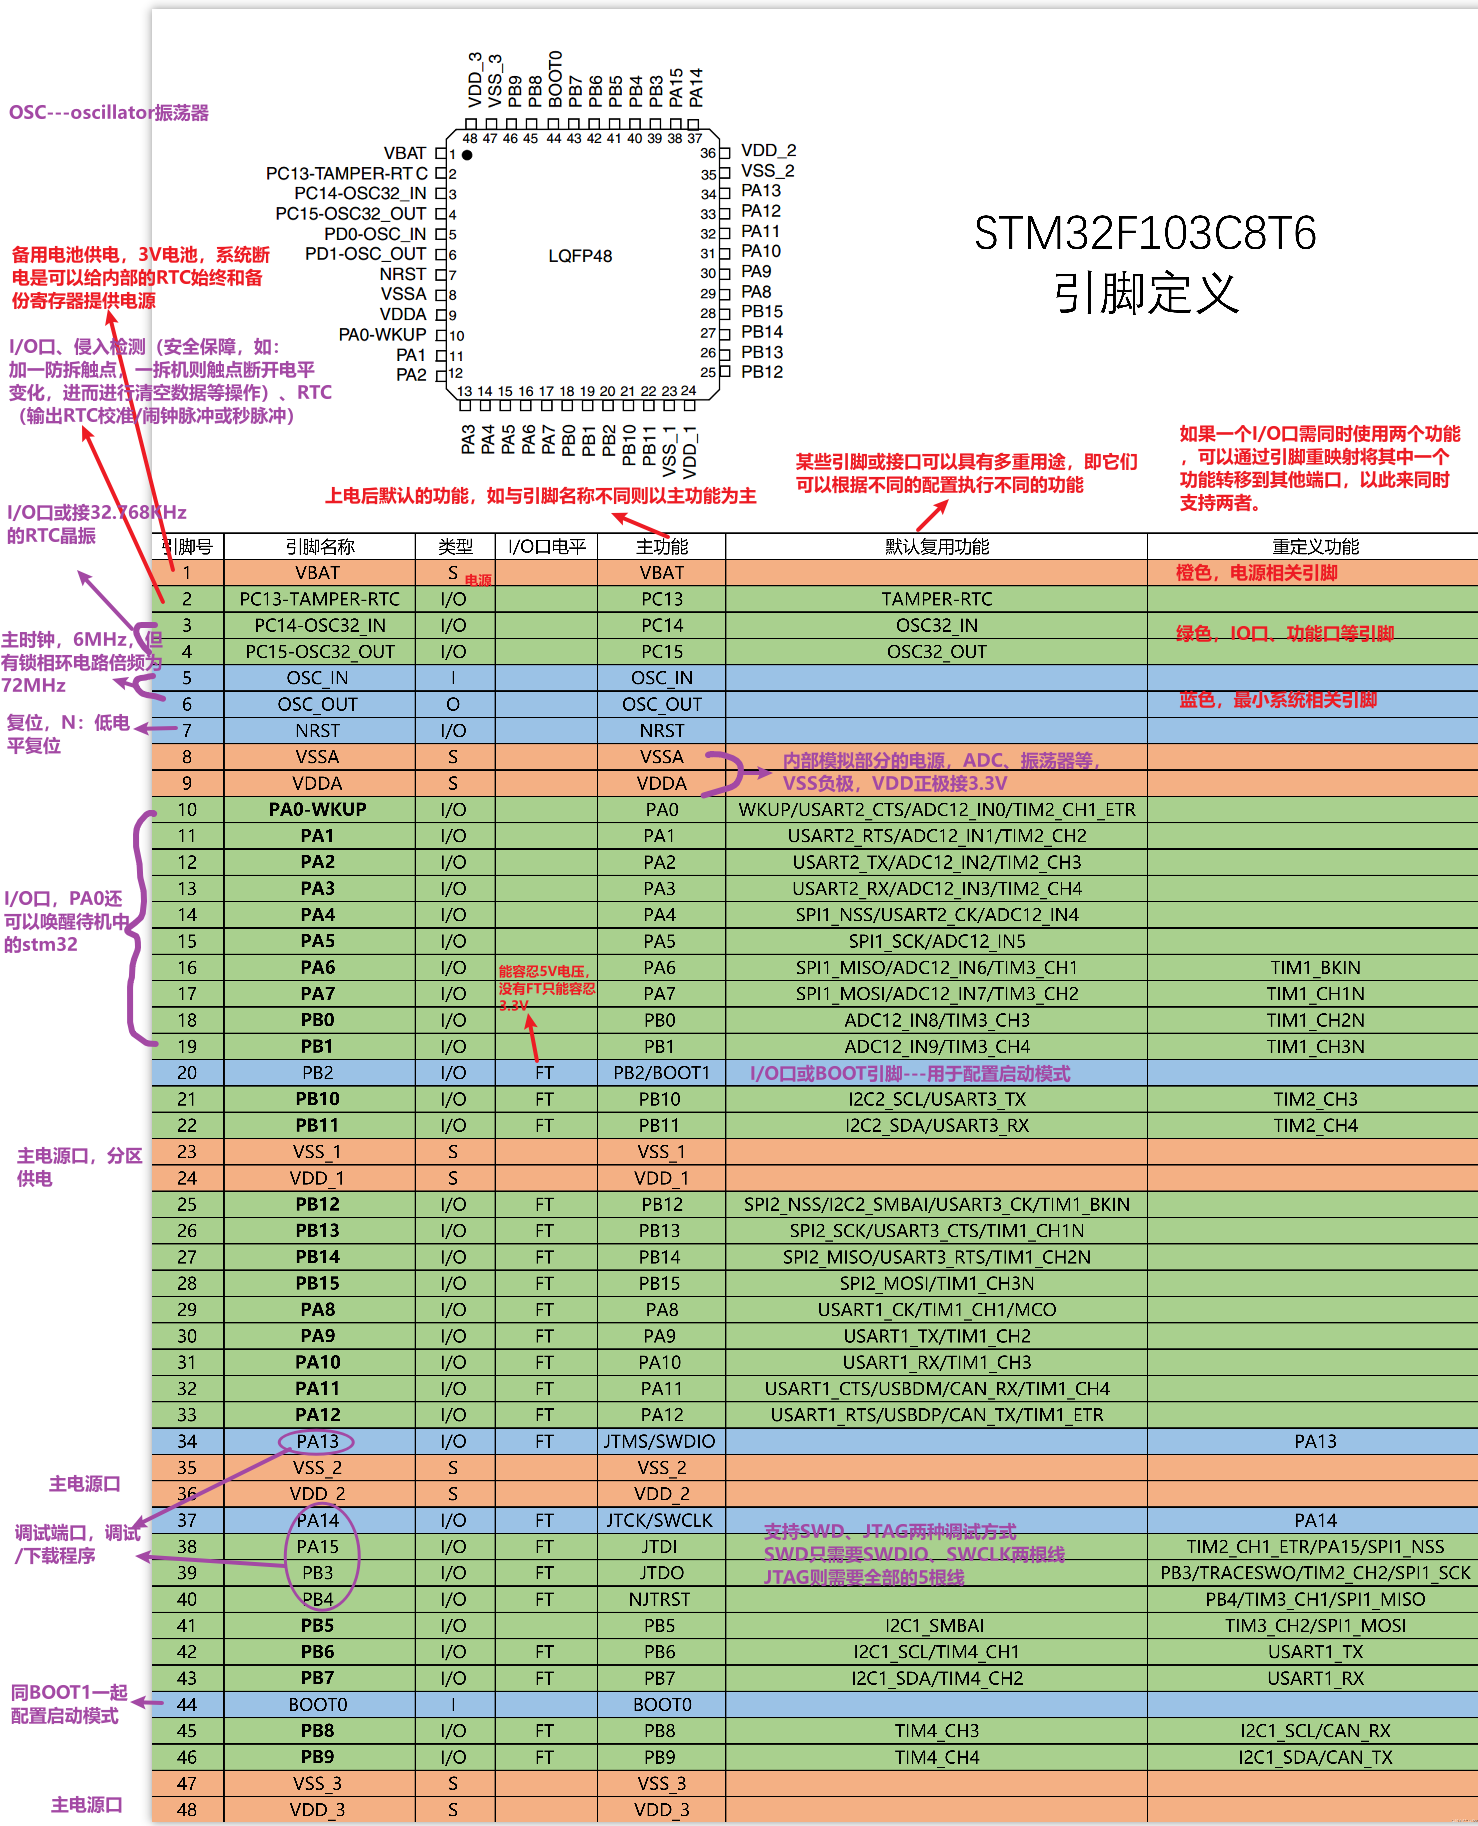 OSC---oscillator振荡器
VDD_3
VSS_3
PB9
PB8
BOOT0
PB7
PB6
PB5
PB4
PB3
PA15
PA14
48 47 46 45 44 43 42 41 40 39 38 37
VBAT 1
PC13-TAMPER-RTC 2
PC14-OSC32_IN 3
PC15-OSC32_OUT 4
PD0-OSC_IN 5
PD1-OSC_OUT 6
NRST 7
VSSA 8
VDDA 9
PA0-WKUP 10
PA1 11
PA2 12
LQFP48
36 VDD_2
35 VSS_2
34 PA13
33 PA12
32 PA11
31 PA10
30 PA9
29 PA8
28 PB15
27 PB14
26 PB13
25 PB12
13 14 15 16 17 18 19 20 21 22 23 24
PA3
PA4
PA5
PA6
PA7
PB0
PB1
PB2
PB10
PB11
VSS_1
VDD_1
STM32F103C8T6
引脚定义
备用电池供电，3V电池，系统断
电是可以给内部的RTC始终和备
份寄存器提供电源
I/O口、侵入检测（安全保障，如：
加一防拆触点，一拆机则触点断开电平
变化，进而进行清空数据等操作）、RTC
（输出RTC校准/闹钟脉冲或秒脉冲）
I/O口或接32.768KHz
的RTC晶振
上电后默认的功能，如与引脚名称不同则以主功能为主
某些引脚或接口可以具有多重用途，即它们
可以根据不同的配置执行不同的功能
如果一个I/O口需同时使用两个功能
，可以通过引脚重映射将其中一个
功能转移到其他端口，以此来同时
支持两者。
引脚号 引脚名称 类型 I/O口电平 主功能 默认复用功能 重定义功能
1 VBAT S 电源 VBAT 橙色，电源相关引脚
2 PC13-TAMPER-RTC I/O PC13 TAMPER-RTC
3 PC14-OSC32_IN I/O PC14 OSC32_IN
绿色，IO口、功能口等引脚
4 PC15-OSC32_OUT I/O PC15 OSC32_OUT
主时钟，6MHz，但
有锁相环电路倍频为
72MHz
5 OSC_IN I OSC_IN
6 OSC_OUT O OSC_OUT 蓝色，最小系统相关引脚
复位，N：低电
平复位
7 NRST I/O NRST
8 VSSA S VSSA
9 VDDA S VDDA
内部模拟部分的电源，ADC、振荡器等，
VSS负极，VDD正极接3.3V
10 PA0-WKUP I/O PA0 WKUP/USART2_CTS/ADC12_IN0/TIM2_CH1_ETR
11 PA1 I/O PA1 USART2_RTS/ADC12_IN1/TIM2_CH2
12 PA2 I/O PA2 USART2_TX/ADC12_IN2/TIM2_CH3
13 PA3 I/O PA3 USART2_RX/ADC12_IN3/TIM2_CH4
I/O口，PA0还
可以唤醒待机中
的stm32
14 PA4 I/O PA4 SPI1_NSS/USART2_CK/ADC12_IN4
15 PA5 I/O PA5 SPI1_SCK/ADC12_IN5
16 PA6 I/O PA6 SPI1_MISO/ADC12_IN6/TIM3_CH1 TIM1_BKIN
能容忍5V电压，
没有FT只能容忍
3.3V
17 PA7 I/O PA7 SPI1_MOSI/ADC12_IN7/TIM3_CH2 TIM1_CH1N
18 PB0 I/O PB0 ADC12_IN8/TIM3_CH3 TIM1_CH2N
19 PB1 I/O PB1 ADC12_IN9/TIM3_CH4 TIM1_CH3N
20 PB2 I/O FT PB2/BOOT1 I/O口或BOOT引脚---用于配置启动模式
21 PB10 I/O FT PB10 I2C2_SCL/USART3_TX TIM2_CH3
22 PB11 I/O FT PB11 I2C2_SDA/USART3_RX TIM2_CH4
主电源口，分区
供电
23 VSS_1 S VSS_1
24 VDD_1 S VDD_1
25 PB12 I/O FT PB12 SPI2_NSS/I2C2_SMBAI/USART3_CK/TIM1_BKIN
26 PB13 I/O FT PB13 SPI2_SCK/USART3_CTS/TIM1_CH1N
27 PB14 I/O FT PB14 SPI2_MISO/USART3_RTS/TIM1_CH2N
28 PB15 I/O FT PB15 SPI2_MOSI/TIM1_CH3N
29 PA8 I/O FT PA8 USART1_CK/TIM1_CH1/MCO
30 PA9 I/O FT PA9 USART1_TX/TIM1_CH2
31 PA10 I/O FT PA10 USART1_RX/TIM1_CH3
32 PA11 I/O FT PA11 USART1_CTS/USBDM/CAN_RX/TIM1_CH4
33 PA12 I/O FT PA12 USART1_RTS/USBDP/CAN_TX/TIM1_ETR
34 PA13 I/O FT JTMS/SWDIO PA13
主电源口
35 VSS_2 S VSS_2
36 VDD_2 S VDD_2
调试端口，调试
/下载程序
37 PA14 I/O FT JTCK/SWCLK PA14
支持SWD、JTAG两种调试方式
SWD只需要SWDIO、SWCLK两根线
JTAG则需要全部的5根线
38 PA15 I/O FT JTDI TIM2_CH1_ETR/PA15/SPI1_NSS
39 PB3 I/O FT JTDO PB3/TRACESWO/TIM2_CH2/SPI1_SCK
40 PB4 I/O FT NJTRST PB4/TIM3_CH1/SPI1_MISO
41 PB5 I/O PB5 I2C1_SMBAI TIM3_CH2/SPI1_MOSI
42 PB6 I/O FT PB6 I2C1_SCL/TIM4_CH1 USART1_TX
43 PB7 I/O FT PB7 I2C1_SDA/TIM4_CH2 USART1_RX
同BOOT1一起
配置启动模式
44 BOOT0 I BOOT0
45 PB8 I/O FT PB8 TIM4_CH3 I2C1_SCL/CAN_RX
46 PB9 I/O FT PB9 TIM4_CH4 I2C1_SDA/CAN_TX
主电源口
47 VSS_3 S VSS_3
48 VDD_3 S VDD_3